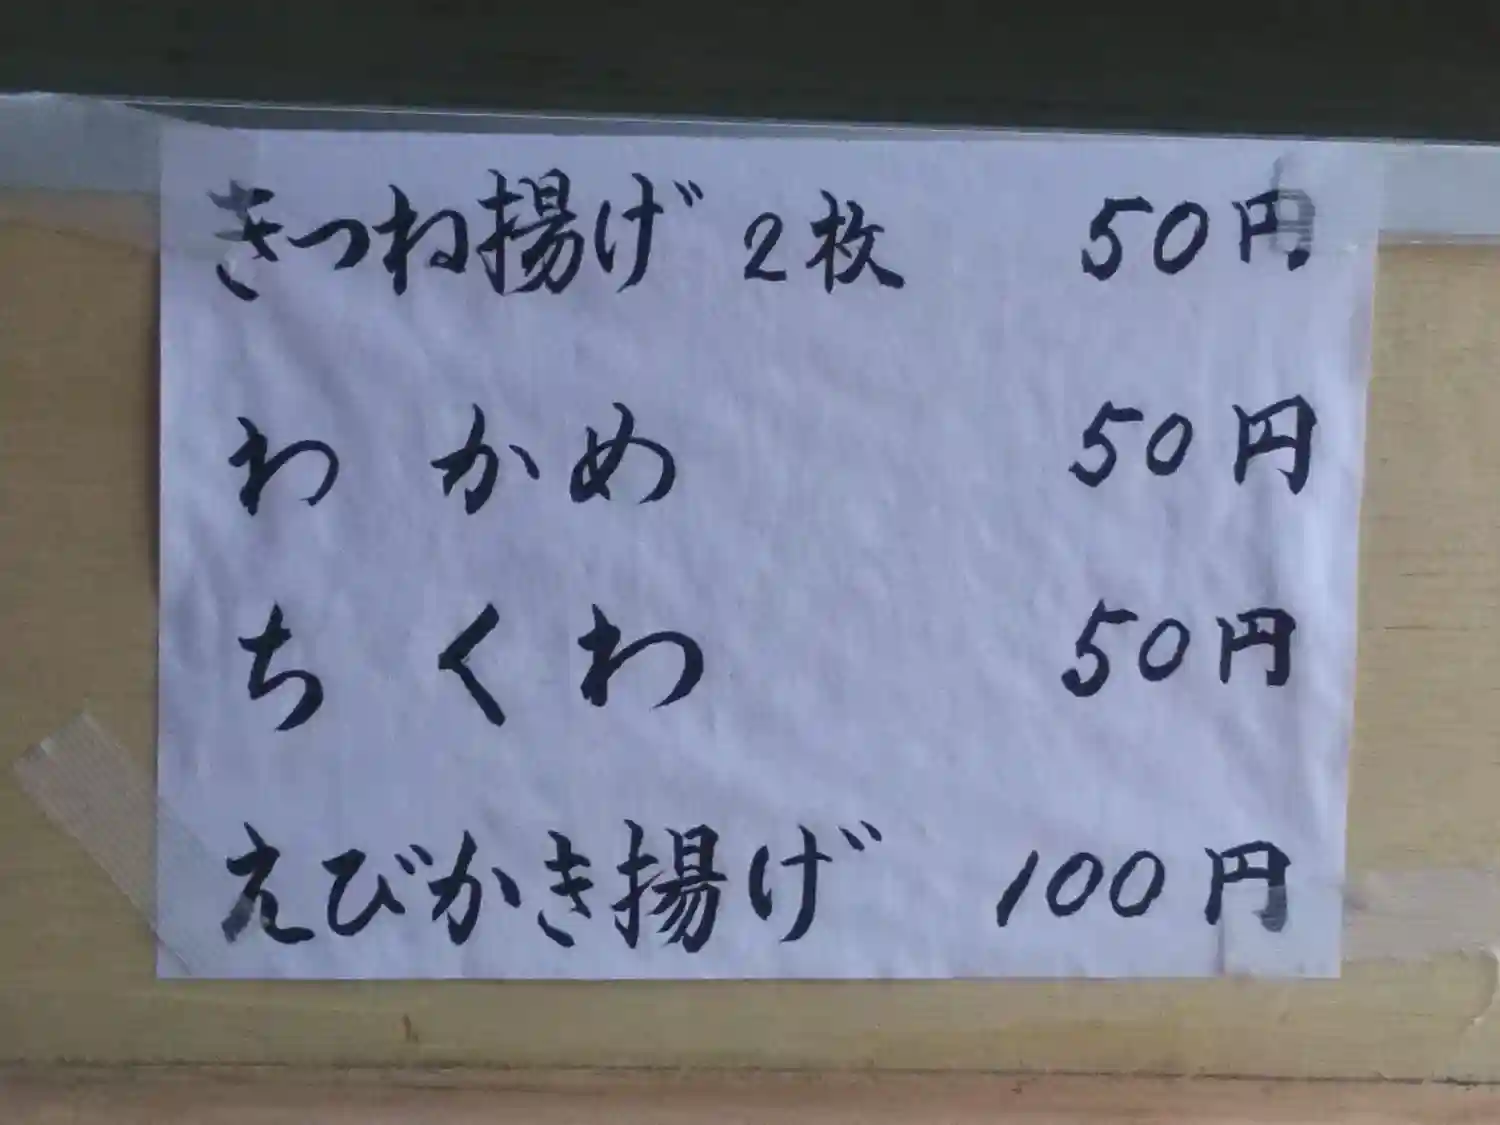 きつね揚げ 2枚 50円
わかめ 50円
ちくわ 50円
えびかき揚げ 100円